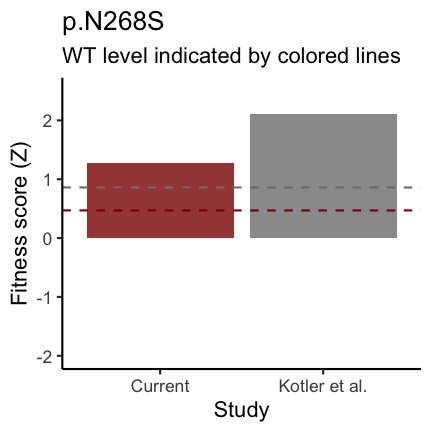 p.N268S
WT level indicated by colored lines
Fitness score (Z)
2
1
0
-1
-2
Current
Kotler et al.
Study